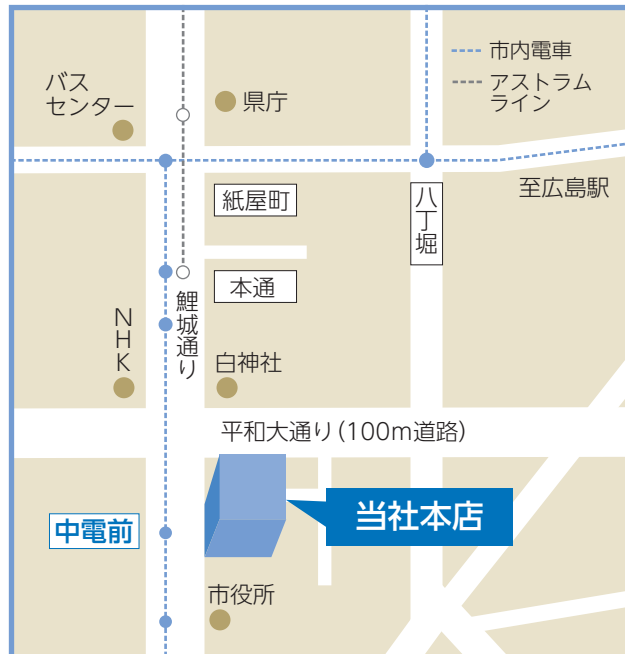 市内電車
アストラム
ライン
バス
センター
県庁
至広島駅
紙屋町
八丁堀
本通
鯉城通り
NHK
白神社
平和大通り(100m道路)
当社本店
中電前
市役所